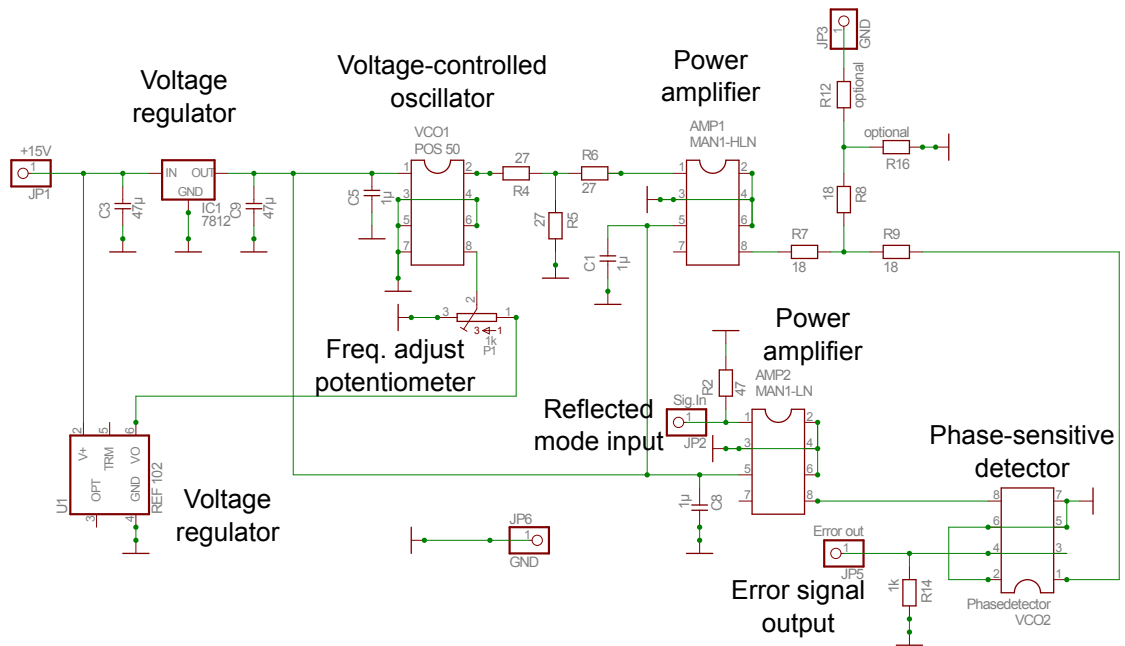 JP3
1
GND
R12
optional
optional
R16
Voltage
regulator
Voltage-controlled
oscillator
Power
amplifier
+15V
1
JP1
C3
47µ
IN OUT
GND
IC1
7812
C9
47µ
C5
1µ
VCO1
POS 50
1
2
3
4
5
6
7
8
27
R4
R6
27
27
R5
C1
1µ
AMP1
MAN1-HLN
1
2
3
4
5
6
7
8
18
R8
R7
18
R9
18
3
2
1
3 1
1k
P1
Freq. adjust
potentiometer
Power
amplifier
R2
47
AMP2
MAN1-LN
Sig.In
1
JP2
Reflected
mode input
1
2
3
4
5
6
7
8
1µ
C8
Phase-sensitive
detector
2
5
6
V+
TRM
VO
OPT
GND
3
4
U1
REF 102
Voltage
regulator
JP6
1
GND
Error out
1
JP5
Error signal
output
1k
R14
8
7
6
5
4
3
2
1
Phasedetector
VCO2